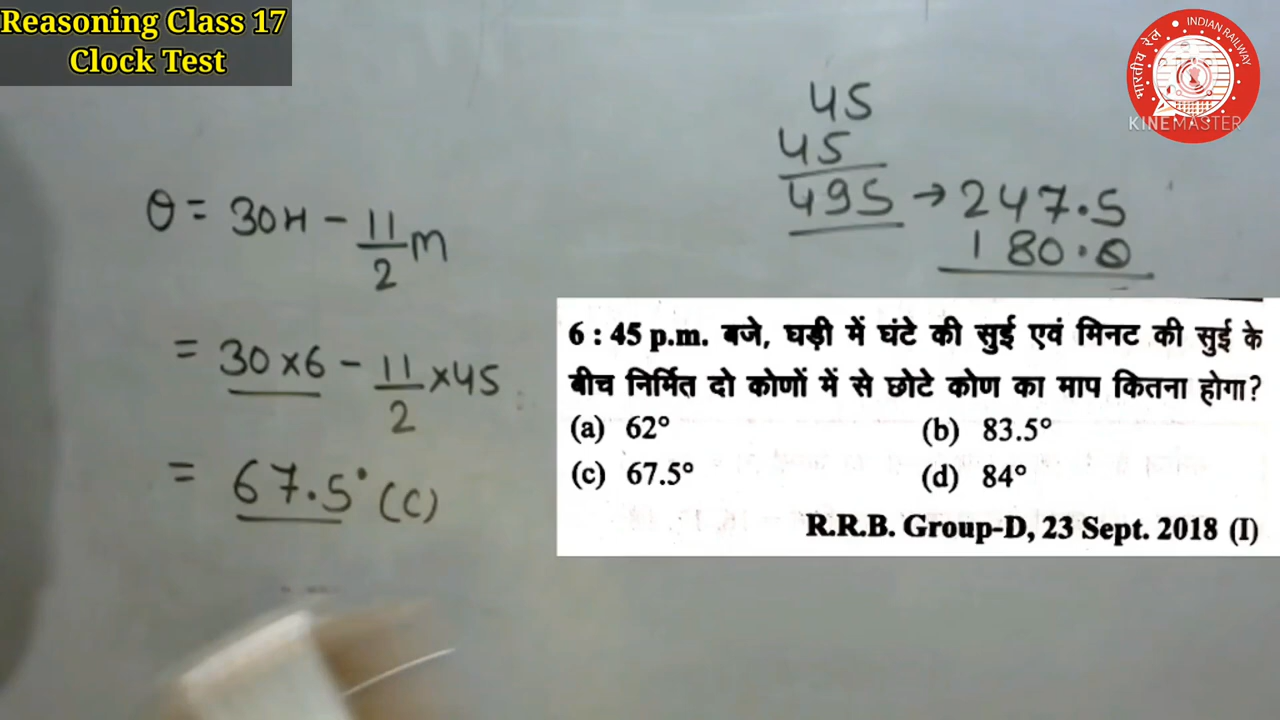 Reasoning Class 17
Clock Test
भारतीय रेल
INDIAN RAILWAY
KINEMASTER
45
45
495 → 247.5
180.0
θ = 30H - 11/2 M
= 30×6 - 11/2 ×45
= 67.5° (C)
6 : 45 p.m. बजे, घड़ी में घंटे की सुई एवं मिनट की सुई के
बीच निर्मित दो कोणों में से छोटे कोण का माप कितना होगा?
(a) 62° (b) 83.5°
(c) 67.5° (d) 84°
R.R.B. Group-D, 23 Sept. 2018 (I)